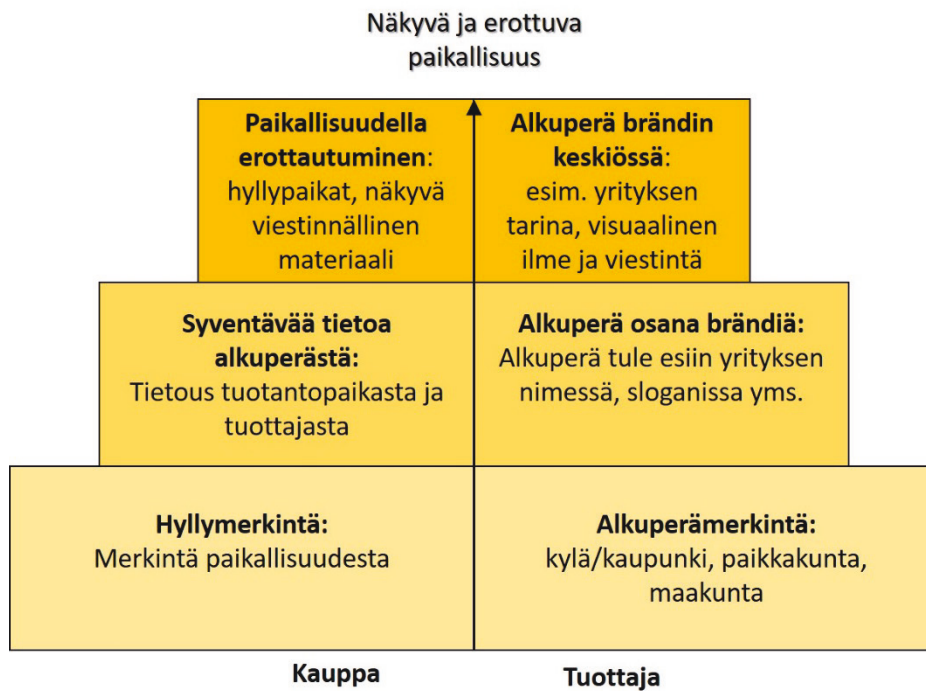 Näkyvä ja erottuva
paikallisuus
Paikallisuudella
erottautuminen:
hyllypaikat, näkyvä
viestinnällinen
materiaali
Alkuperä brändin
keskiössä:
esim. yrityksen
tarina, visuaalinen
ilme ja viestintä
Syventävää tietoa
alkuperästä:
Tietous tuotantopaikasta ja
tuottajasta
Alkuperä osana brändiä:
Alkuperä tule esiin yrityksen
nimessä, sloganissa yms.
Hyllymerkintä:
Merkintä paikallisuudesta
Alkuperämerkintä:
kylä/kaupunki, paikkakunta,
maakunta
Kauppa
Tuottaja